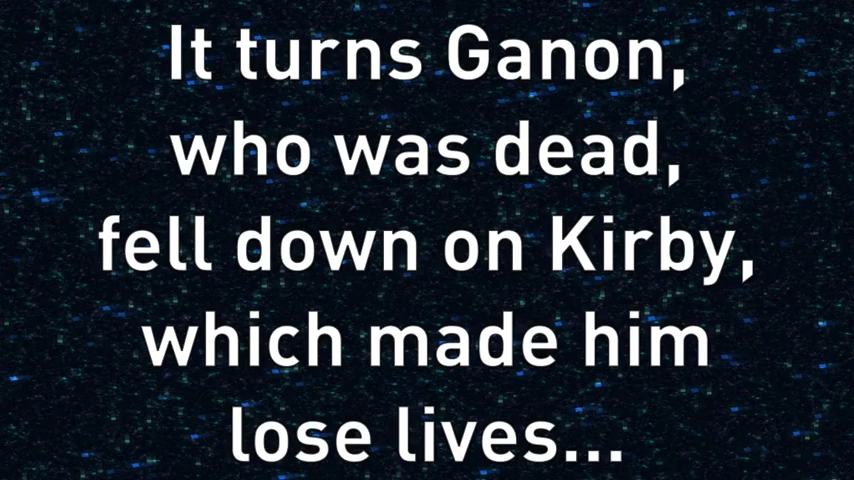 It turns Ganon,
who was dead,
fell down on Kirby,
which made him
lose lives...